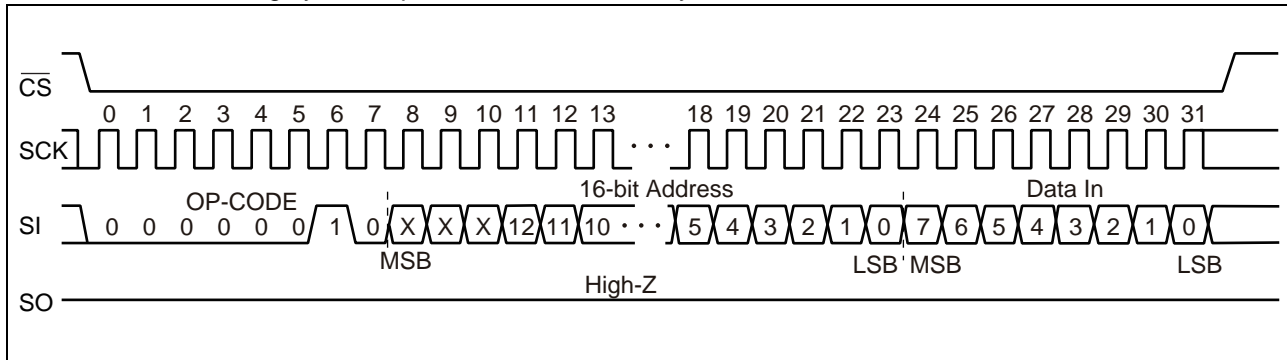 CS
0 1 2 3 4 5 6 7 8 9 10 11 12 13 18 19 20 21 22 23 24 25 26 27 28 29 30 31
SCK · · ·
OP-CODE 16-bit Address Data In
SI 0 0 0 0 0 0 1 0 X X X 12 11 10 · · · 5 4 3 2 1 0 7 6 5 4 3 2 1 0
MSB LSB MSB LSB
High-Z
SO